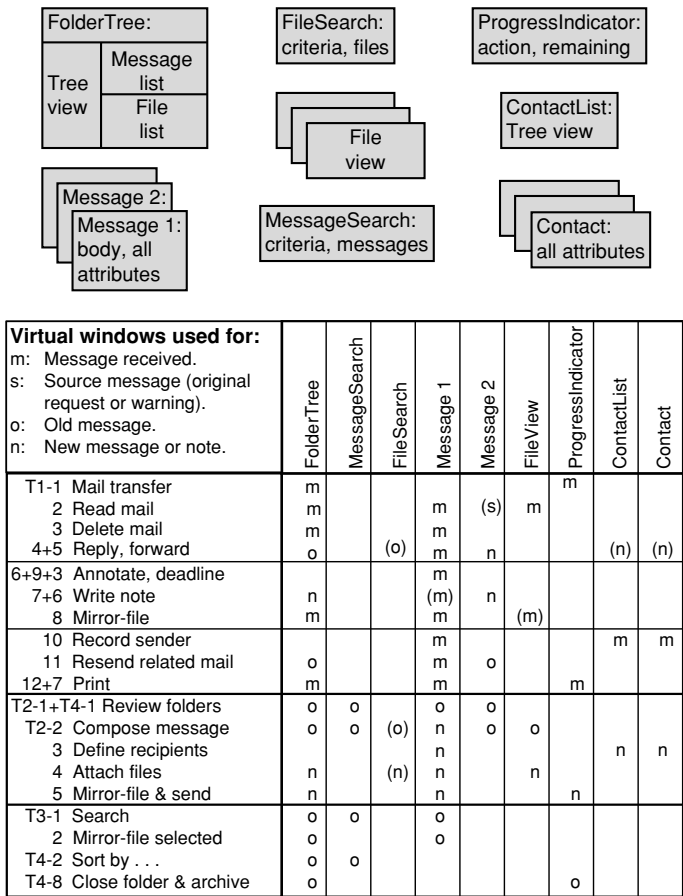 FolderTree:
Tree
view
Message
list
File
list
FileSearch:
criteria, files
ProgressIndicator:
action, remaining
File
view
ContactList:
Tree view
Message 2:
Message 1:
body, all
attributes
MessageSearch:
criteria, messages
Contact:
all attributes
Virtual windows used for:
m: Message received.
s: Source message (original
request or warning).
o: Old message.
n: New message or note.
FolderTree
MessageSearch
FileSearch
Message 1
Message 2
FileView
ProgressIndicator
ContactList
Contact
T1-1 Mail transfer m m
2 Read mail m m (s) m
3 Delete mail m m
4+5 Reply, forward o (o) m n (n) (n)
6+9+3 Annotate, deadline m
7+6 Write note n (m) n
8 Mirror-file m m (m)
10 Record sender m m m
11 Resend related mail o m o
12+7 Print m m m
T2-1+T4-1 Review folders o o o o
T2-2 Compose message o o (o) n o o
3 Define recipients n n n
4 Attach files n (n) n n
5 Mirror-file & send n n n
T3-1 Search o o o
2 Mirror-file selected o o
T4-2 Sort by . . . o o
T4-8 Close folder & archive o o